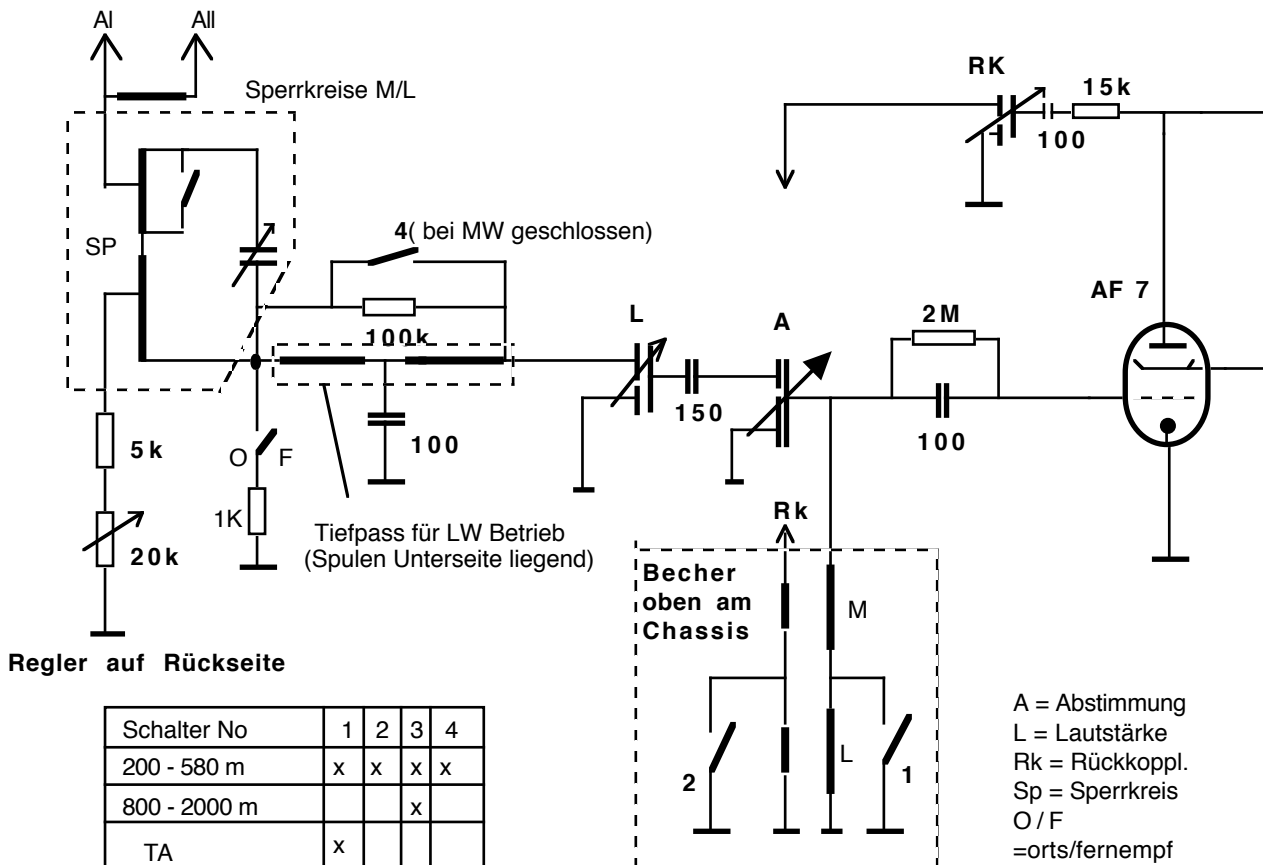 AI
AII
Sperrkreise M/L
RK
15k
100
SP
4( bei MW geschlossen)
100k
L
A
2M
AF 7
150
100
100
5k
O
F
1K
20k
Tiefpass für LW Betrieb
(Spulen Unterseite liegend)
Rk
Becher
oben am
Chassis
M
L
2
1
Regler auf Rückseite
Schalter No 1 2 3 4
200 - 580 m x x x x
800 - 2000 m x
TA x
A = Abstimmung
L = Lautstärke
Rk = Rückkoppl.
Sp = Sperrkreis
O / F
=orts/fernempf